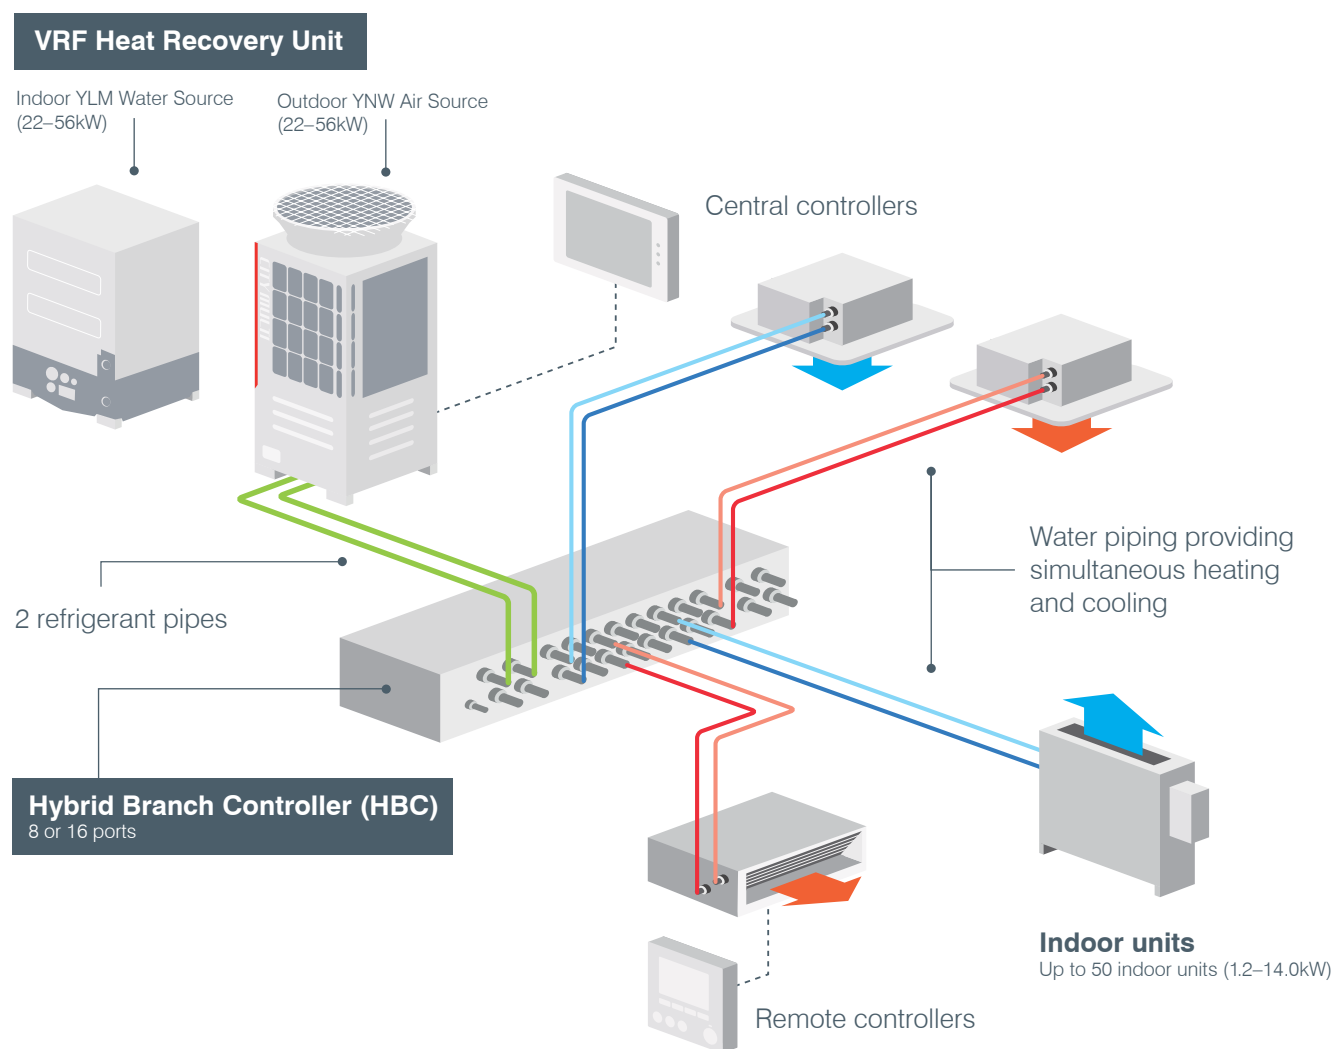 VRF Heat Recovery Unit
Indoor YLM Water Source
(22–56kW)
Outdoor YNW Air Source
(22–56kW)
Central controllers
Water piping providing
simultaneous heating
and cooling
2 refrigerant pipes
Hybrid Branch Controller (HBC)
8 or 16 ports
Indoor units
Up to 50 indoor units (1.2–14.0kW)
Remote controllers